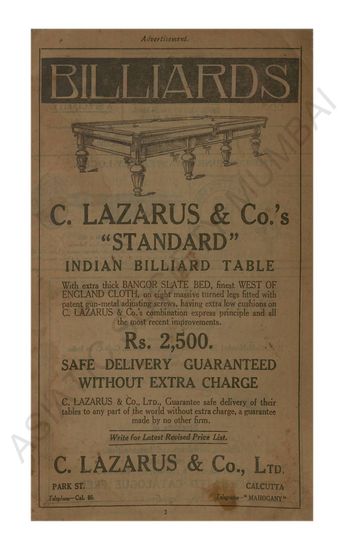 Advertisement.
BILLIARDS
C. LAZARUS & Co.'s
"STANDARD"
INDIAN BILLIARD TABLE
With extra thick BANGOR SLATE BED, finest WEST OF
ENGLAND CLOTH, on eight massive turned legs fitted with
patent gun-metal adjusting screws, having extra low cushions on
C. LAZARUS & Co.'s combination express principle and all
the most recent improvements.
Rs. 2,500.
SAFE DELIVERY GUARANTEED
WITHOUT EXTRA CHARGE
C. LAZARUS & Co., LTD., Guarantee safe delivery of their
tables to any part of the world without extra charge, a guarantee
made by no other firm.
Write for Latest Revised Price List.
C. LAZARUS & Co., LTD.
PARK ST. CALCUTTA
Telephone—Cal. Telegrams—"MAHOGANY"
MUMBAI